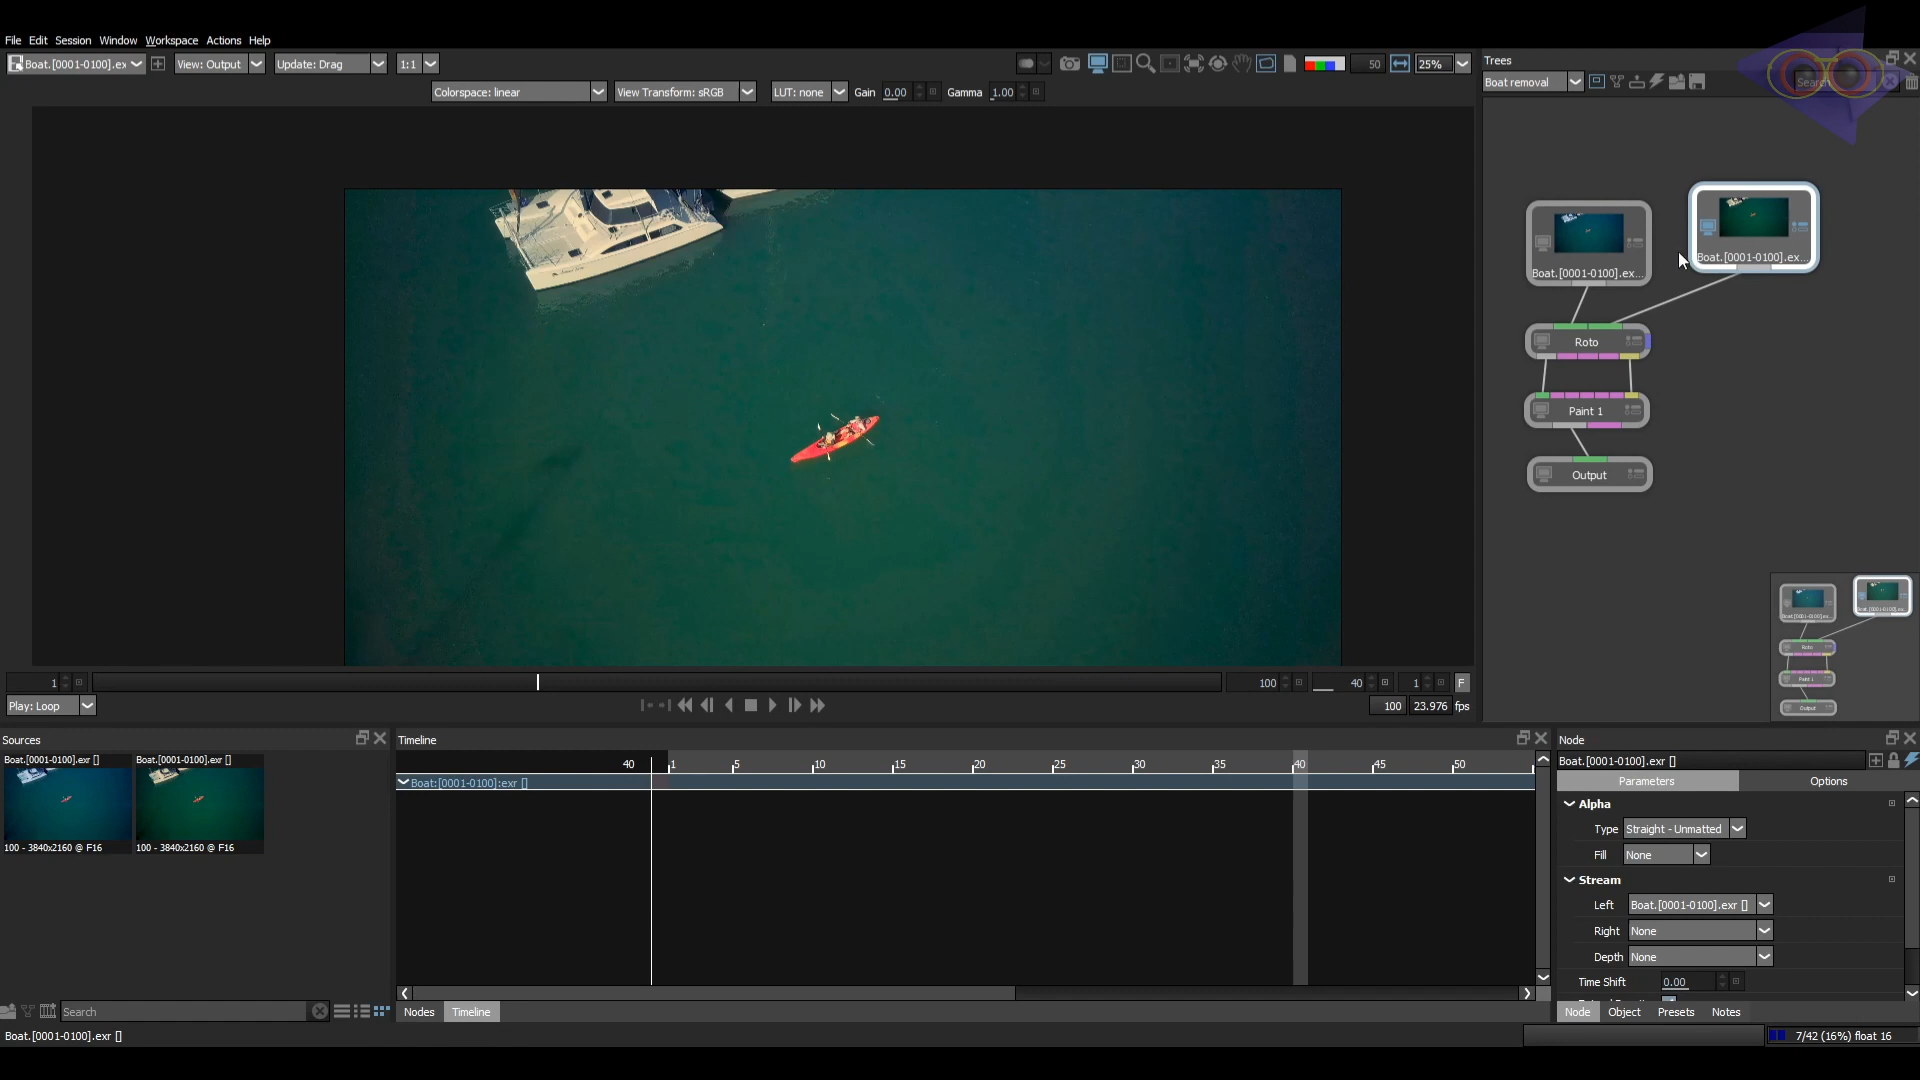 File Edit Session Window Workspace Actions Help
Boat.[0001-0100].ex View: Output Update: Drag 1:1 50 25%
Colorspace: linear View Transform: sRGB LUT: none Gain 0.00 Gamma 1.00
Trees
Boat removal Search
Boat.[0001-0100].ex...
Boat.[0001-0100].ex...
Roto
Paint 1
Output
Roto
Paint 1
Output
1 100 40 1 F
Play: Loop 100 23.976 fps
Sources
Boat.[0001-0100].exr []
Boat.[0001-0100].exr []
100 - 3840x2160 @ F16
100 - 3840x2160 @ F16
Search
Boat.[0001-0100].exr []
Timeline
40 1 5 10 15 20 25 30 35 40 45 50
Boat:[0001-0100]:exr []
Nodes Timeline
Node
Boat.[0001-0100].exr []
Parameters Options
Alpha
Type Straight - Unmatted
Fill None
Stream
Left Boat.[0001-0100].exr []
Right None
Depth None
Time Shift 0.00
Node Object Presets Notes
7/42 (16%) float 16